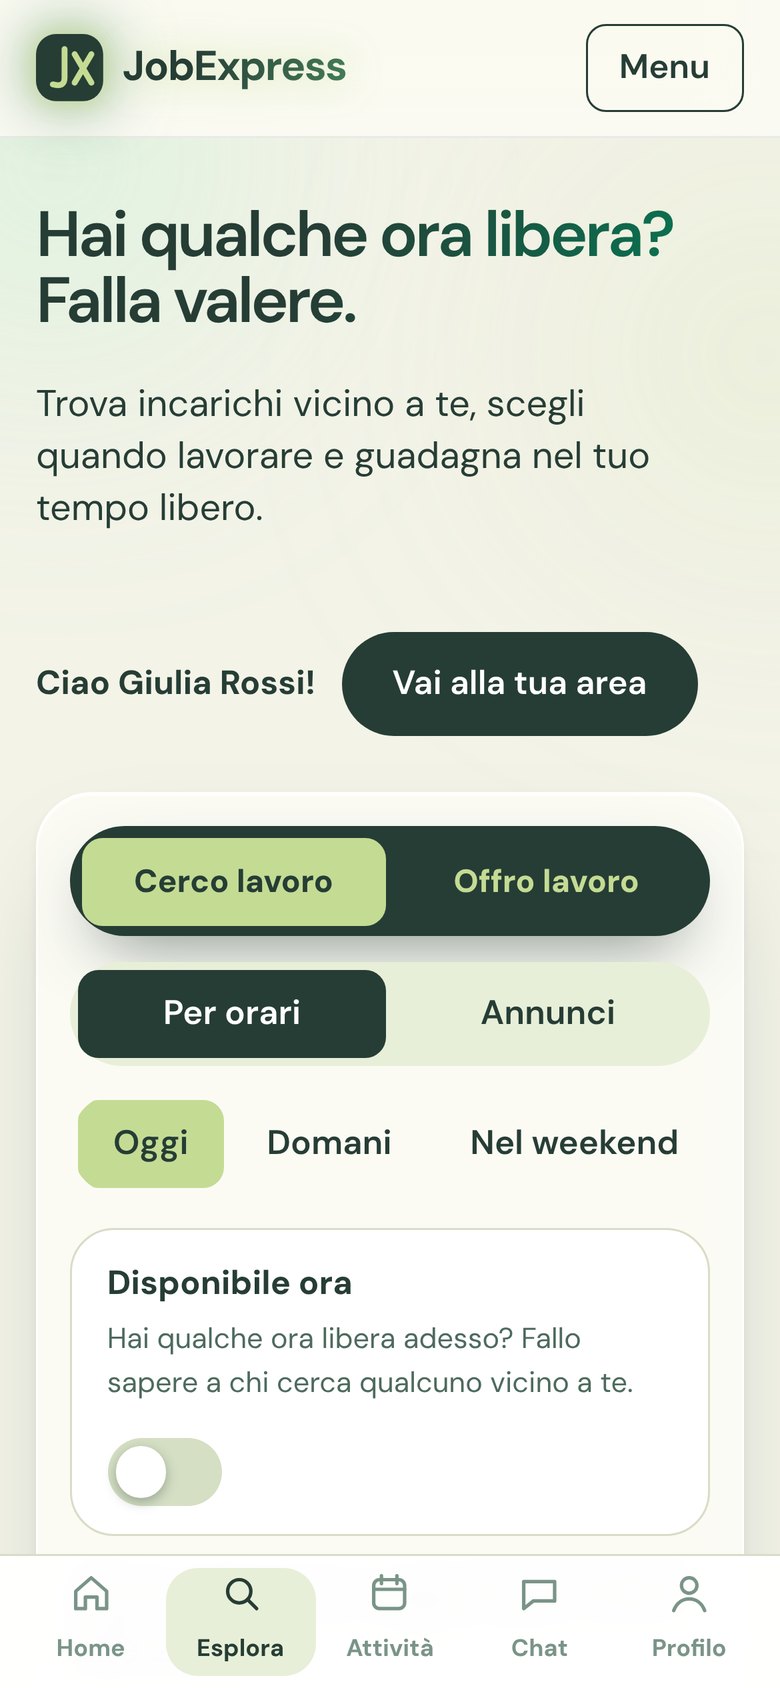 JX JobExpress
Menu
Hai qualche ora libera?
Falla valere.
Trova incarichi vicino a te, scegli
quando lavorare e guadagna nel tuo
tempo libero.
Ciao Giulia Rossi!
Vai alla tua area
Cerco lavoro
Offro lavoro
Per orari
Annunci
Oggi
Domani
Nel weekend
Disponibile ora
Hai qualche ora libera adesso? Fallo
sapere a chi cerca qualcuno vicino a te.
Home
Esplora
Attività
Chat
Profilo